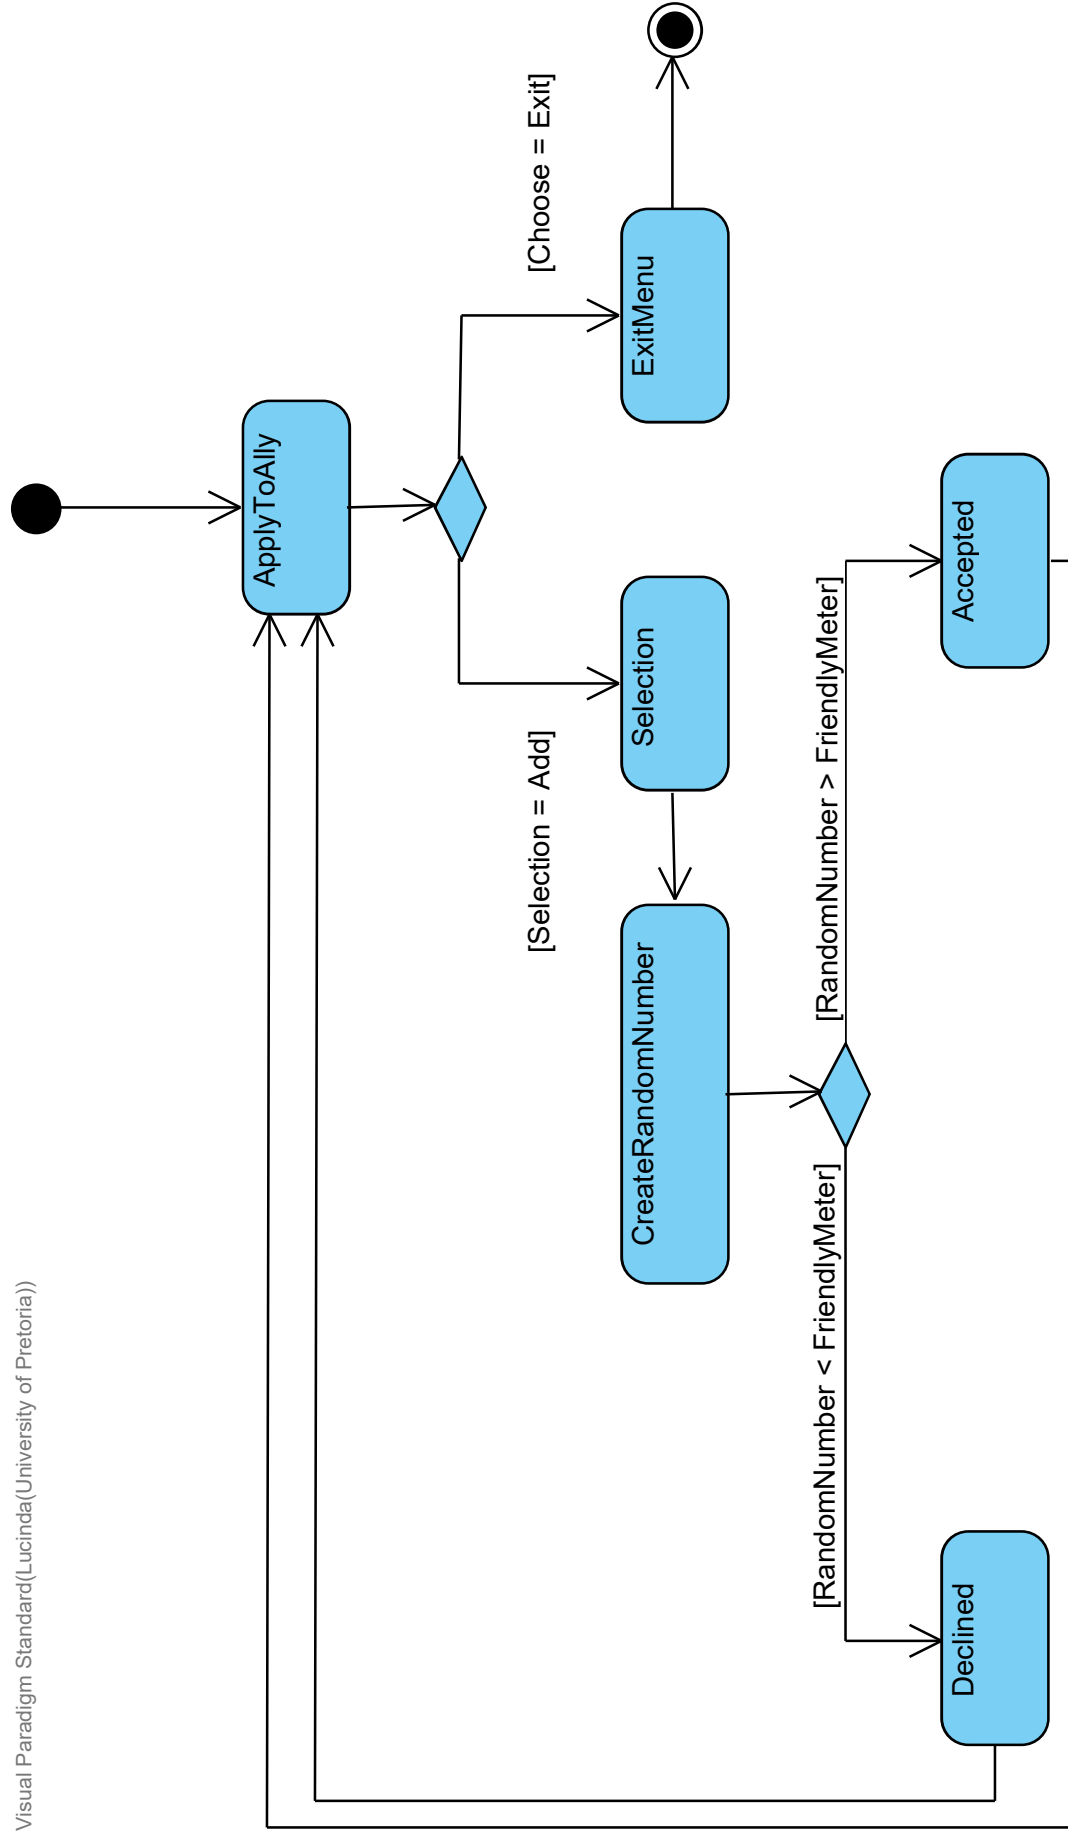 Visual Paradigm Standard(Lucinda(University of Pretoria))
ApplyToAlly
[Selection = Add]
[Choose = Exit]
CreateRandomNumber
Selection
ExitMenu
[RandomNumber < FriendlyMeter]
[RandomNumber > FriendlyMeter]
Declined
Accepted